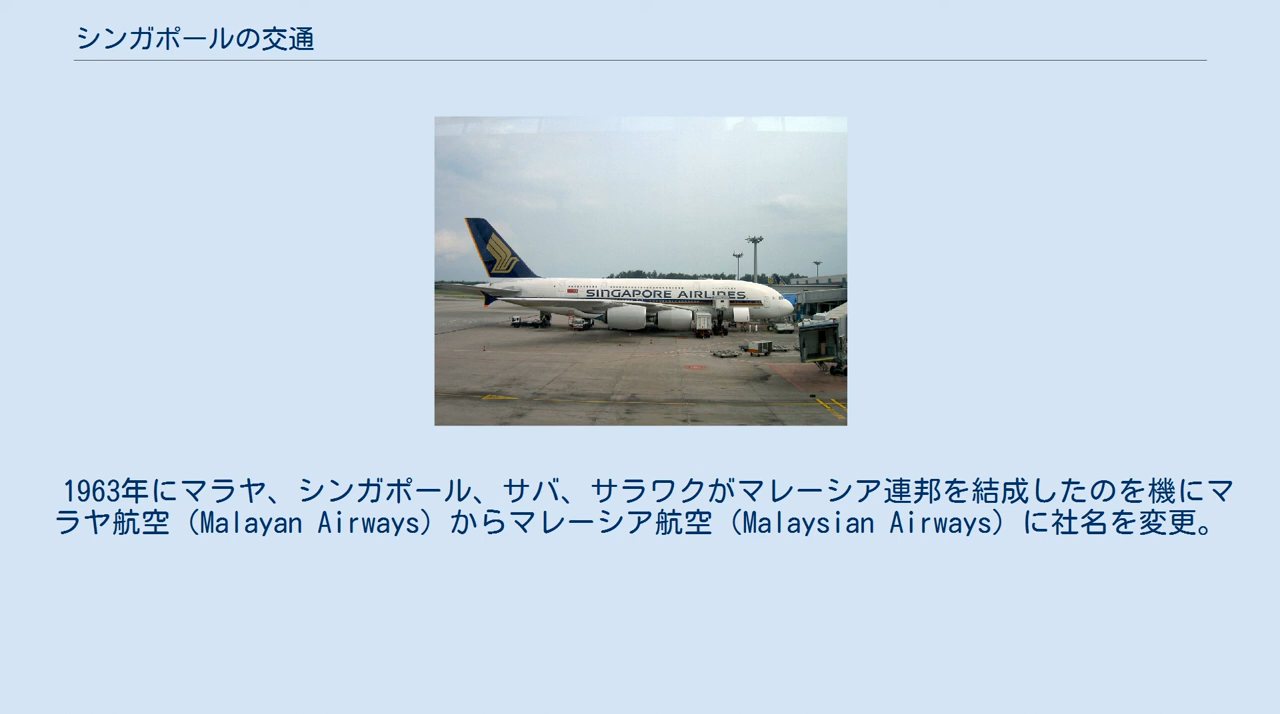 シンガポールの交通
SINGAPORE AIRLINES
1963年にマラヤ、シンガポール、サバ、サラワクがマレーシア連邦を結成したのを機にマ
ラヤ航空（Malayan Airways）からマレーシア航空（Malaysian Airways）に社名を変更。